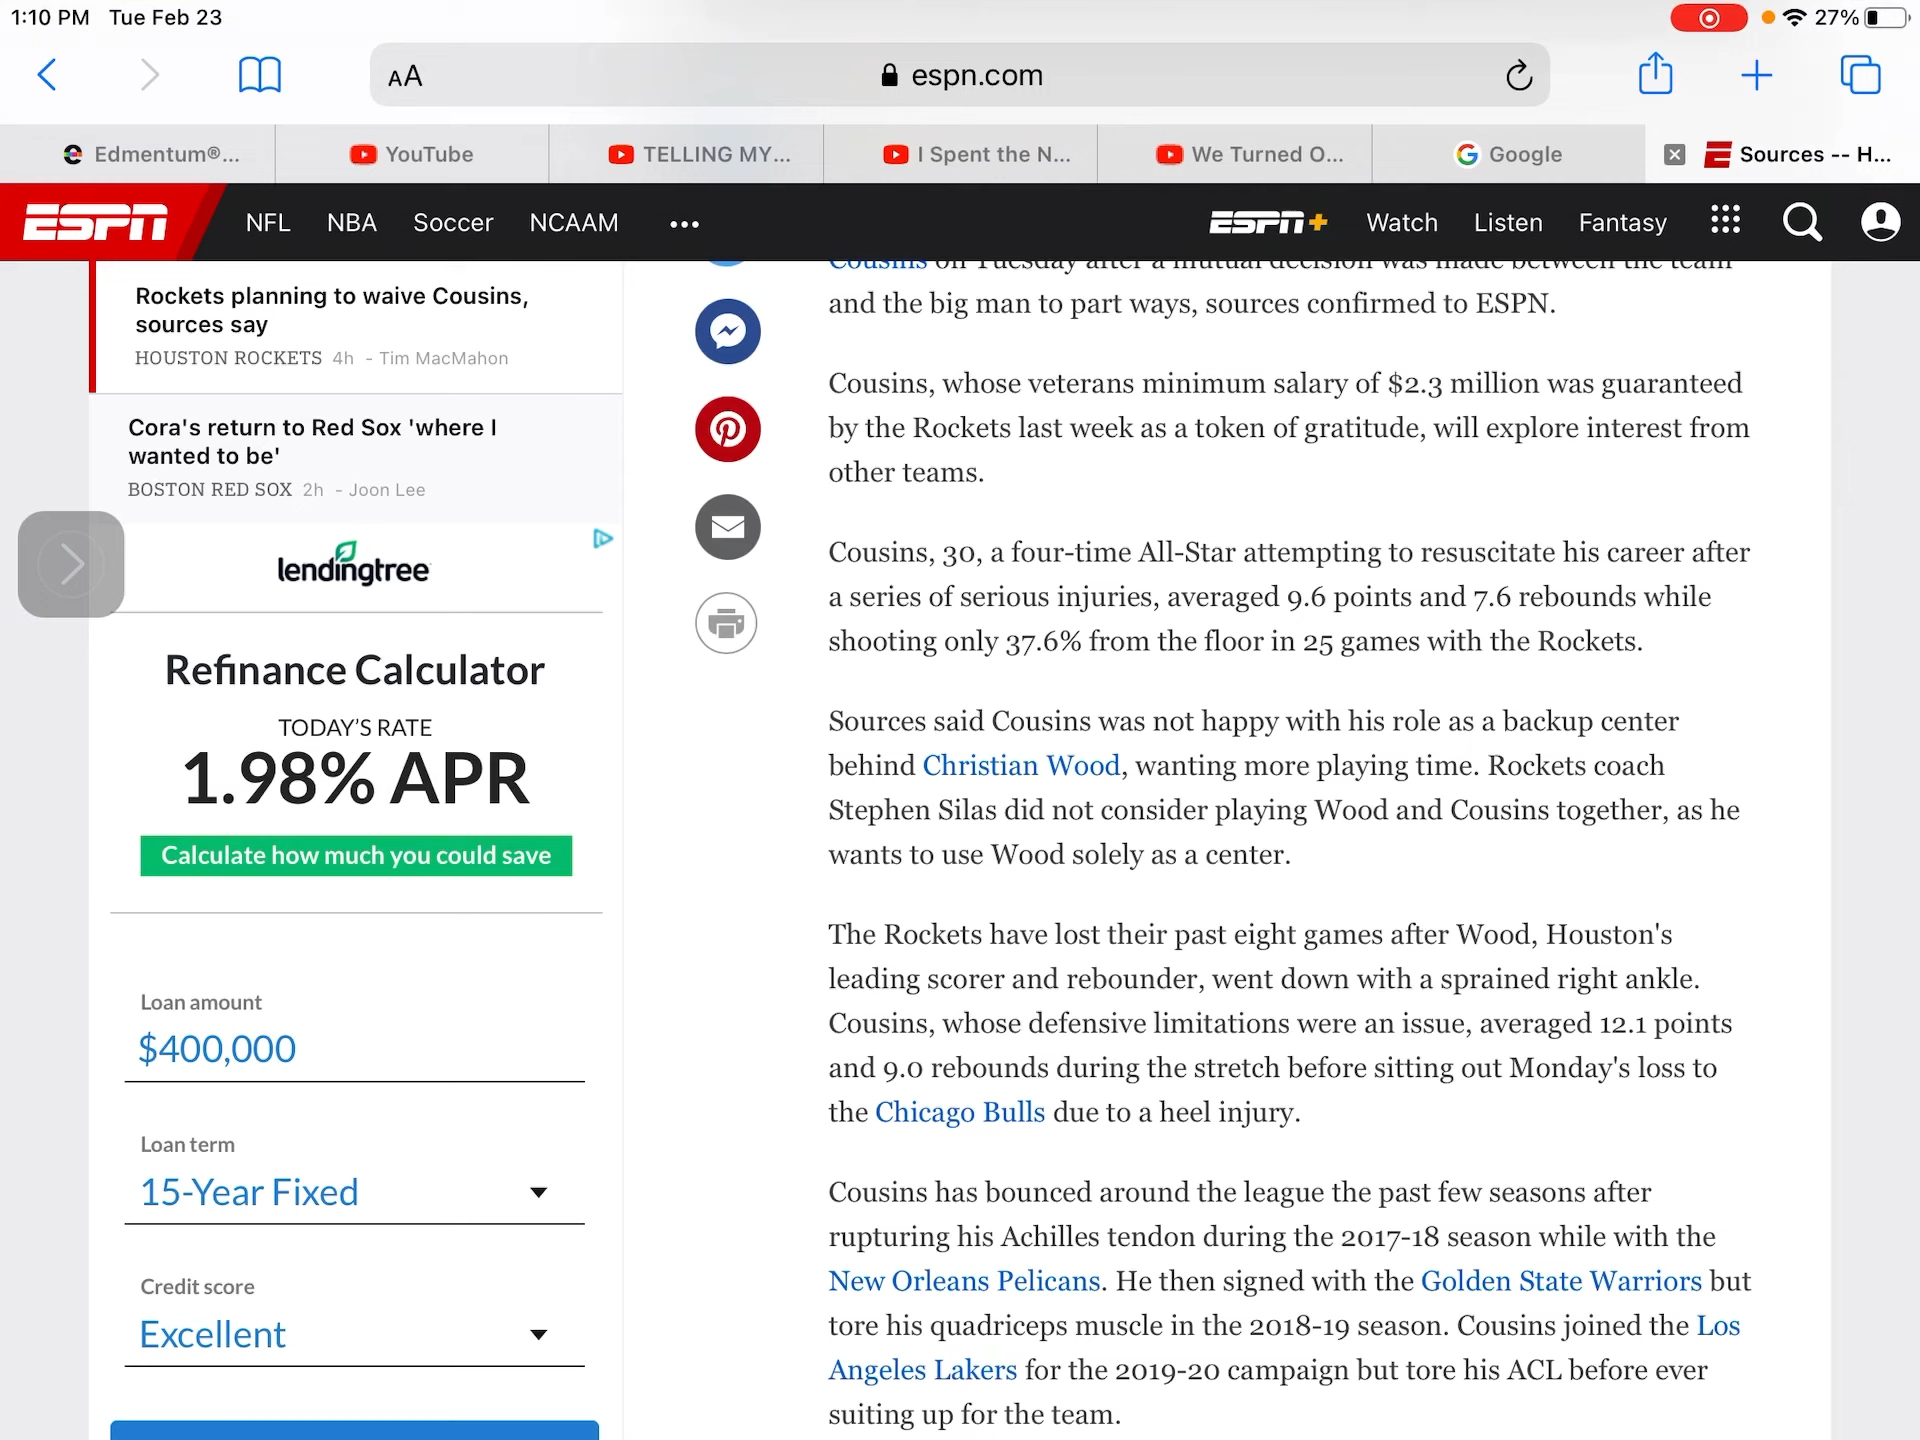 1:10 PM Tue Feb 23
27%
AA
espn.com
Edmentum®...
YouTube
TELLING MY...
I Spent the N...
We Turned O...
Google
Sources -- H...
ESPN
NFL
NBA
Soccer
NCAAM
ESPN+
Watch
Listen
Fantasy
Rockets planning to waive Cousins,
sources say
HOUSTON ROCKETS 4h - Tim MacMahon
Cora's return to Red Sox 'where I
wanted to be'
BOSTON RED SOX 2h - Joon Lee
lendingtree
Refinance Calculator
TODAY'S RATE
1.98% APR
Calculate how much you could save
Loan amount
$400,000
Loan term
15-Year Fixed
Credit score
Excellent
Cousins on Tuesday after a mutual decision was made between the team
and the big man to part ways, sources confirmed to ESPN.
Cousins, whose veterans minimum salary of $2.3 million was guaranteed
by the Rockets last week as a token of gratitude, will explore interest from
other teams.
Cousins, 30, a four-time All-Star attempting to resuscitate his career after
a series of serious injuries, averaged 9.6 points and 7.6 rebounds while
shooting only 37.6% from the floor in 25 games with the Rockets.
Sources said Cousins was not happy with his role as a backup center
behind Christian Wood, wanting more playing time. Rockets coach
Stephen Silas did not consider playing Wood and Cousins together, as he
wants to use Wood solely as a center.
The Rockets have lost their past eight games after Wood, Houston's
leading scorer and rebounder, went down with a sprained right ankle.
Cousins, whose defensive limitations were an issue, averaged 12.1 points
and 9.0 rebounds during the stretch before sitting out Monday's loss to
the Chicago Bulls due to a heel injury.
Cousins has bounced around the league the past few seasons after
rupturing his Achilles tendon during the 2017-18 season while with the
New Orleans Pelicans. He then signed with the Golden State Warriors but
tore his quadriceps muscle in the 2018-19 season. Cousins joined the Los
Angeles Lakers for the 2019-20 campaign but tore his ACL before ever
suiting up for the team.